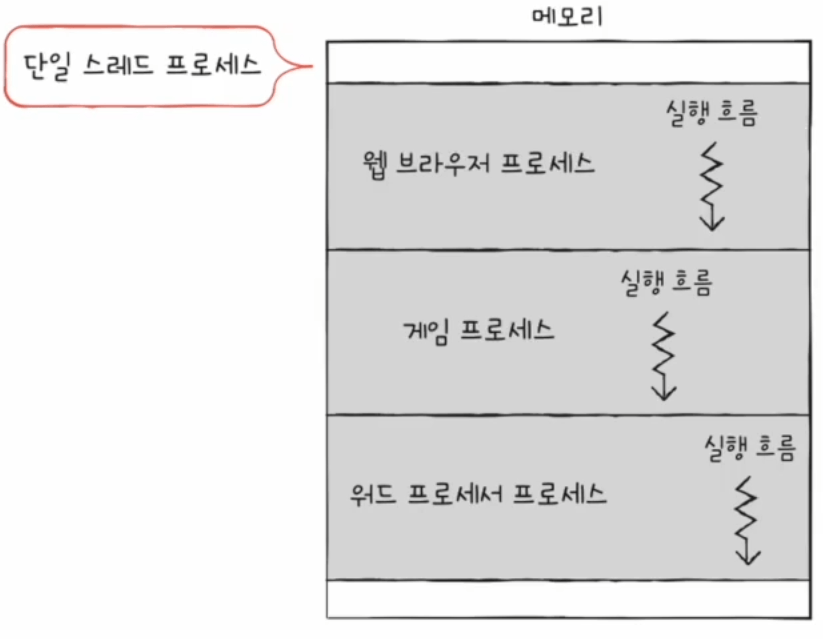 메모리
단일 스레드 프로세스
실행 흐름
웹 브라우저 프로세스
실행 흐름
게임 프로세스
실행 흐름
워드 프로세서 프로세스